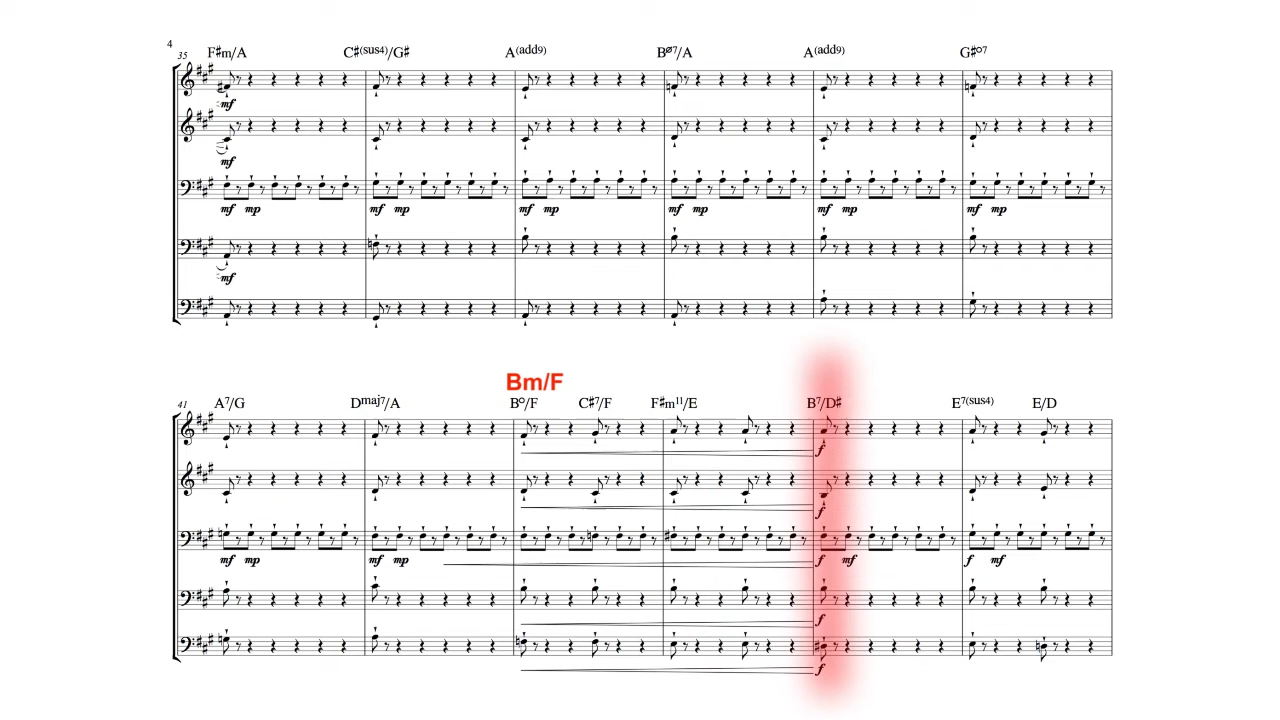 4
35 F♯m/A C♯(sus4)/G♯ A(add9) Bø7/A A(add9) G♯o7
mf
mf
mf mp mf mp mf mp mf mp mf mp mf mp
mf
Bm/F
41 A7/G Dmaj7/A Bo/F C♯7/F F♯m11/E B7/D♯ E7(sus4) E/D
f
f
mf mp mf mp f mf f mf
f
f